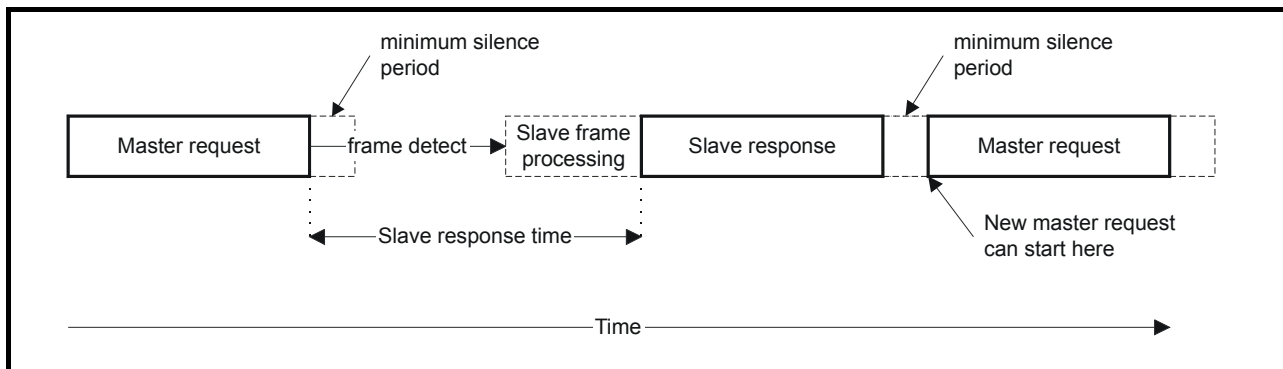 minimum silence
period
minimum silence
period
Master request
frame detect
Slave frame
processing
Slave response
Master request
Slave response time
New master request
can start here
Time